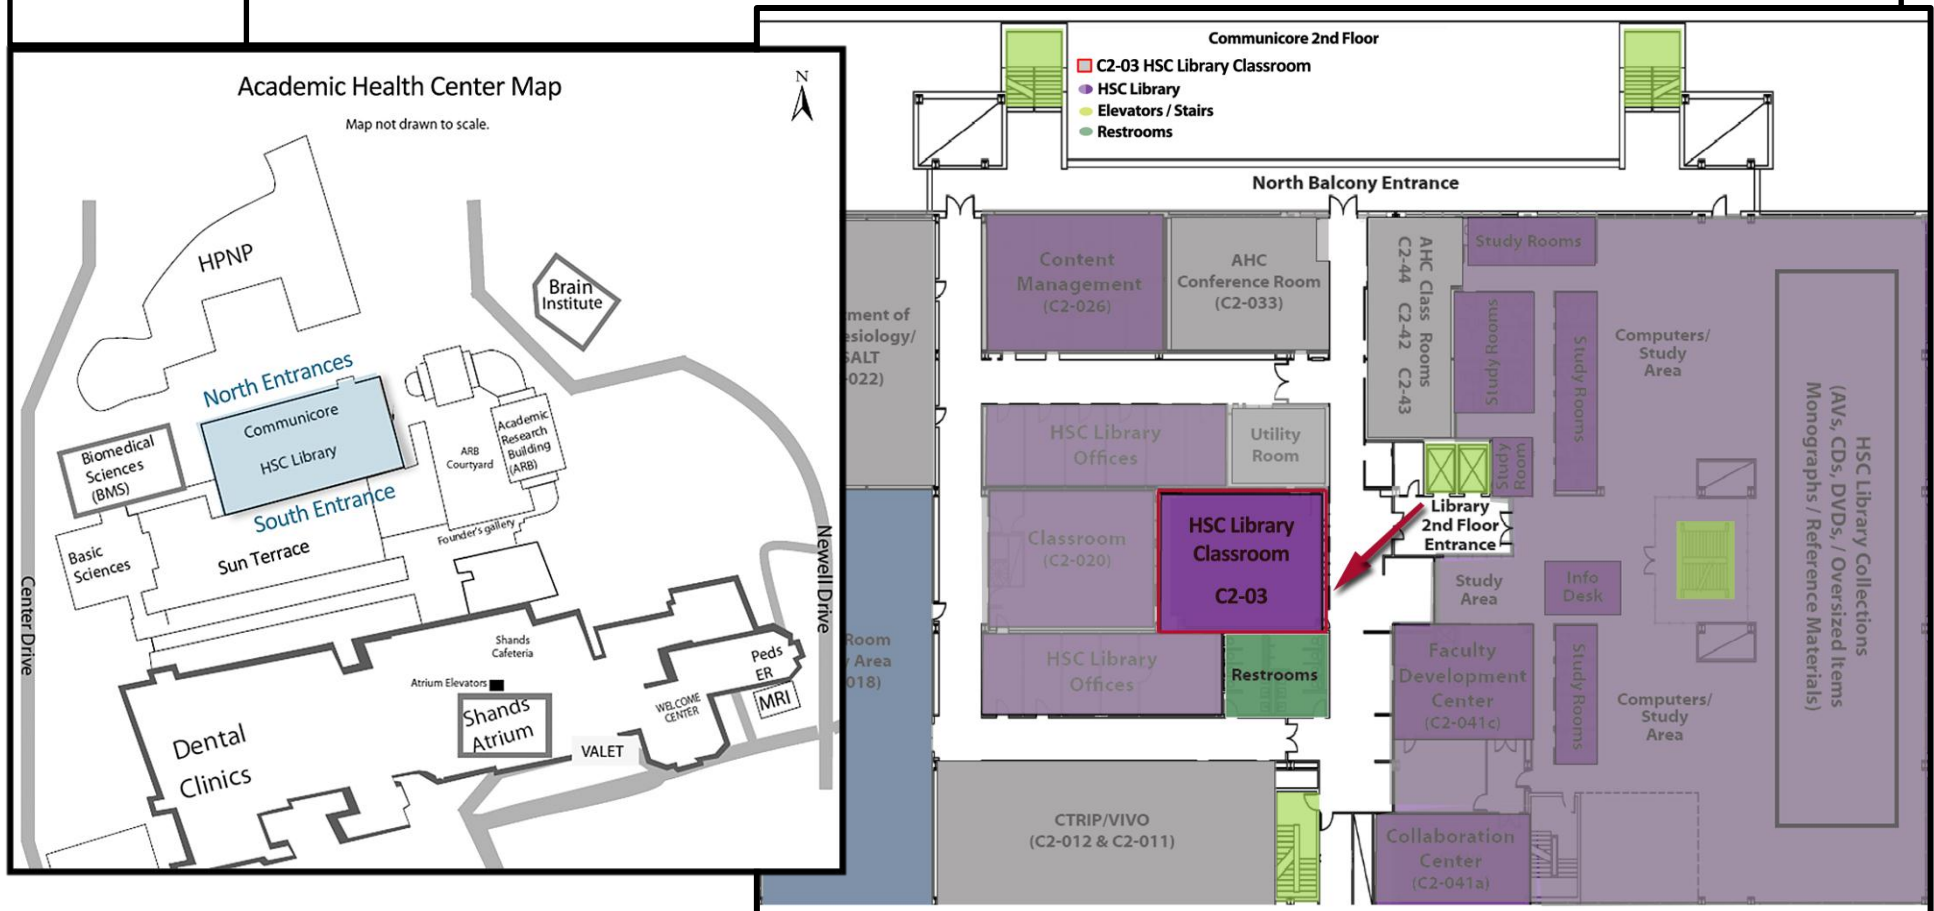 Academic Health Center Map
N
Map not drawn to scale.
HPNP
Brain
Institute
North Entrances
Communicore
HSC Library
South Entrance
Biomedical
Sciences
(BMS)
Basic
Sciences
Sun Terrace
ARB
Courtyard
Academic
Research
Building
(ARB)
Founder's gallery
Center Drive
Newell Drive
Shands
Cafeteria
Atrium Elevators
Shands
Atrium
Dental
Clinics
VALET
WELCOME
CENTER
Peds
ER
MRI
Communicore 2nd Floor
C2-03 HSC Library Classroom
HSC Library
Elevators / Stairs
Restrooms
North Balcony Entrance
ment of
esiology/
SALT
-022)
Content
Management
(C2-026)
AHC
Conference Room
(C2-033)
AHC Class Rooms
C2-44 C2-42 C2-43
Study Rooms
Study Rooms
Study Rooms
Study
Room
Computers/
Study
Area
HSC Library Collections
(AVs, CDs, DVDs, / Oversized Items
Monographs / Reference Materials)
HSC Library
Offices
Utility
Room
Classroom
(C2-020)
HSC Library
Classroom
C2-03
Library
2nd Floor
Entrance
Study
Area
Info
Desk
HSC Library
Offices
Restrooms
Room
y Area
018)
Faculty
Development
Center
(C2-041c)
Study Rooms
Computers/
Study
Area
CTRIP/VIVO
(C2-012 & C2-011)
Collaboration
Center
(C2-041a)